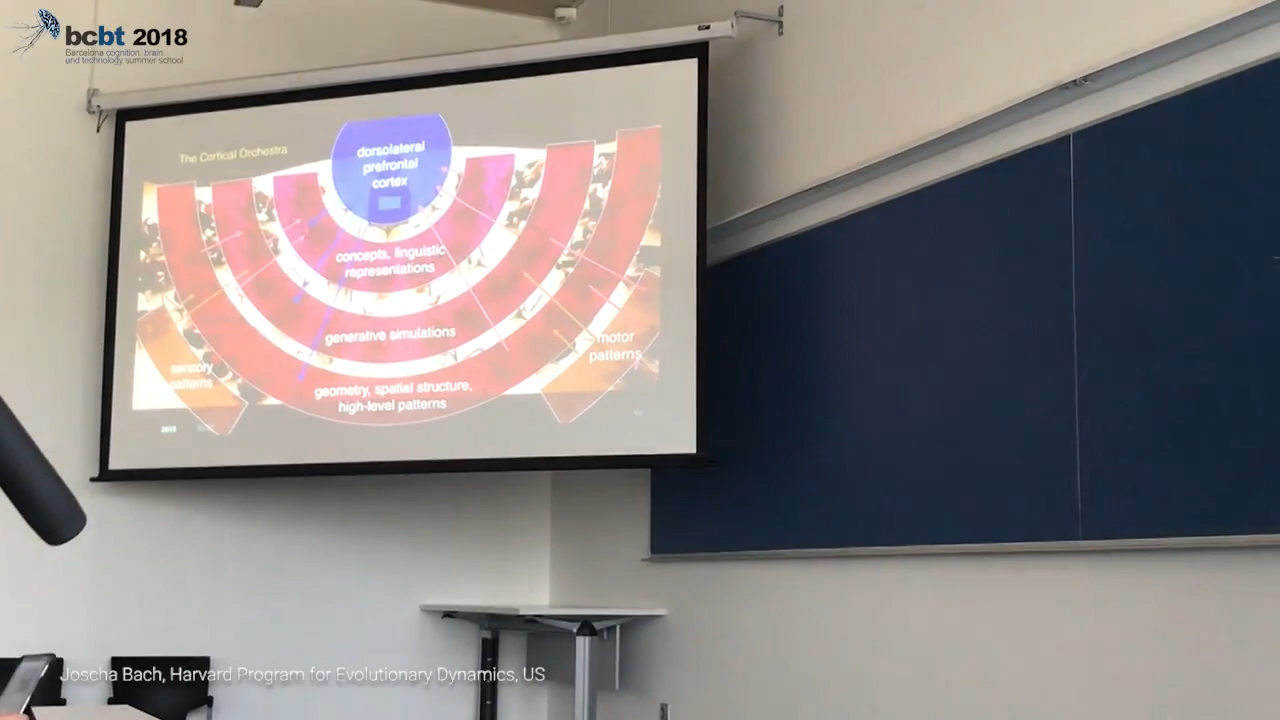 bcbt 2018
Barcelona cognition, brain
and technology summer school
The Cortical Orchestra
dorsolateral
prefrontal
cortex
concepts, linguistic
representations
generative simulations
geometry, spatial structure,
high-level patterns
sensory
patterns
motor
patterns
2015
Joscha Bach, Harvard Program for Evolutionary Dynamics, US